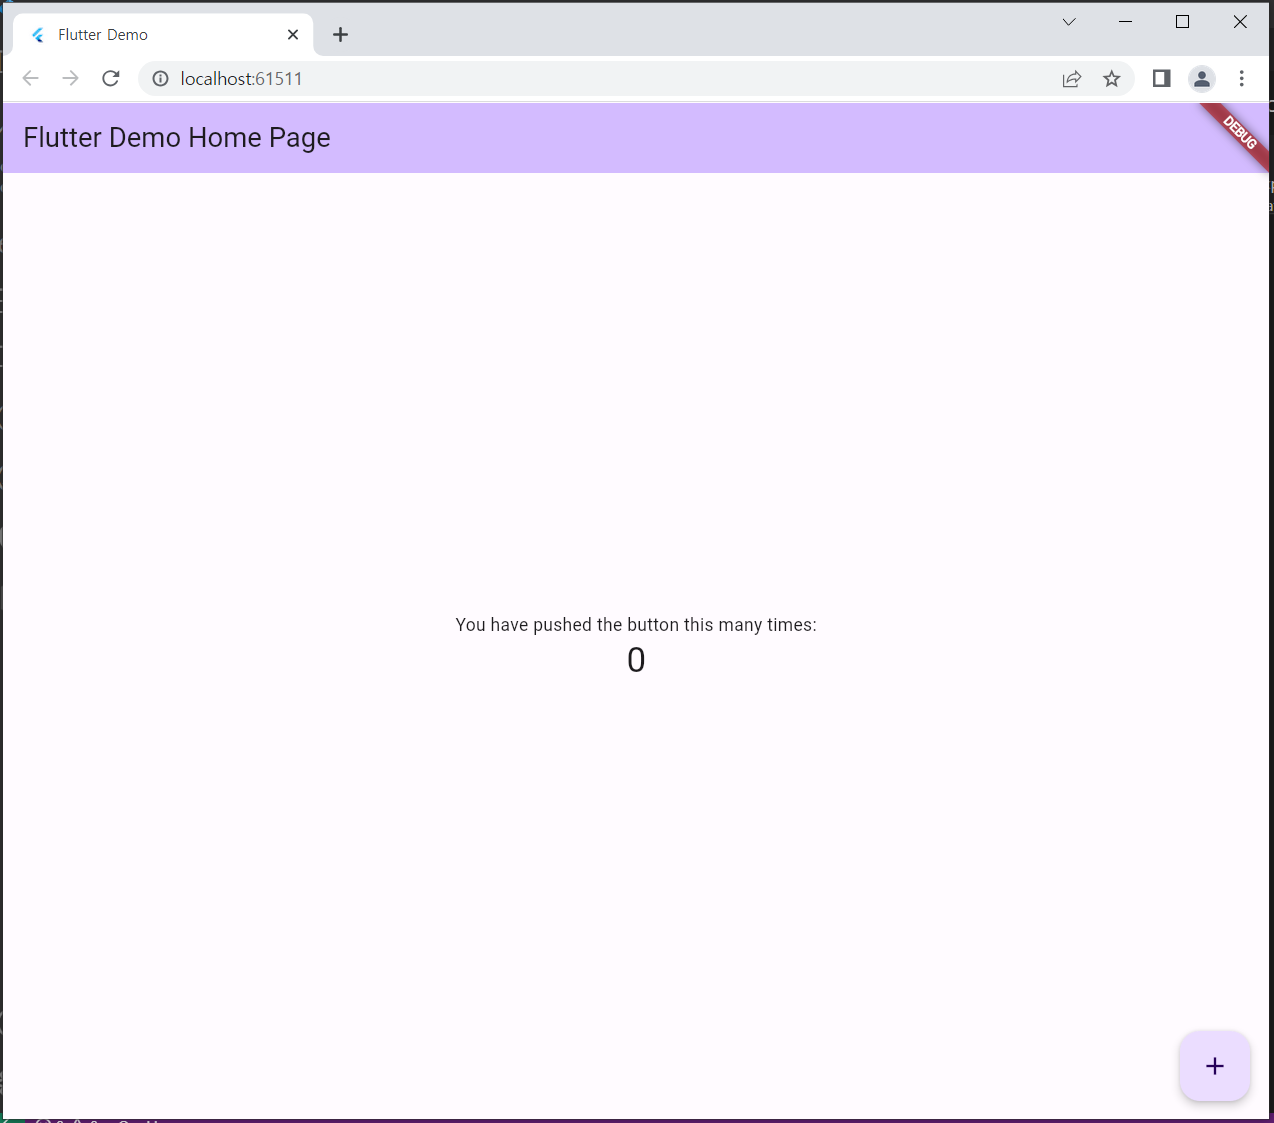 Flutter Demo
localhost:61511
Flutter Demo Home Page
DEBUG
You have pushed the button this many times:
0